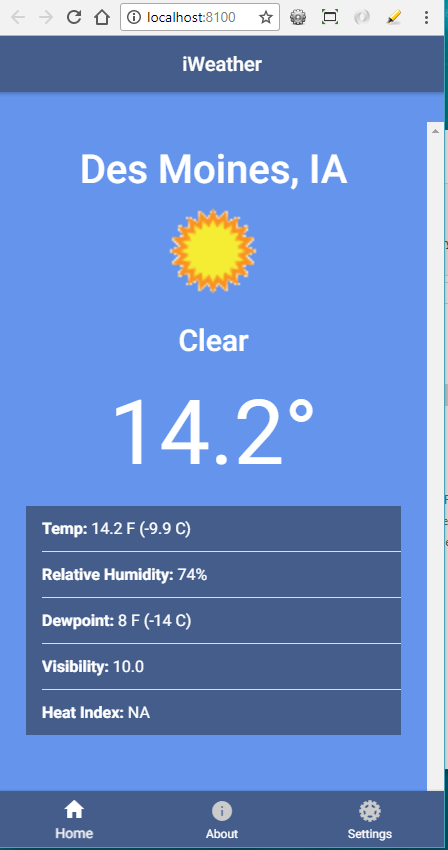 localhost:8100
iWeather
Des Moines, IA
Clear
14.2°
Temp: 14.2 F (-9.9 C)
Relative Humidity: 74%
Dewpoint: 8 F (-14 C)
Visibility: 10.0
Heat Index: NA
Home About Settings